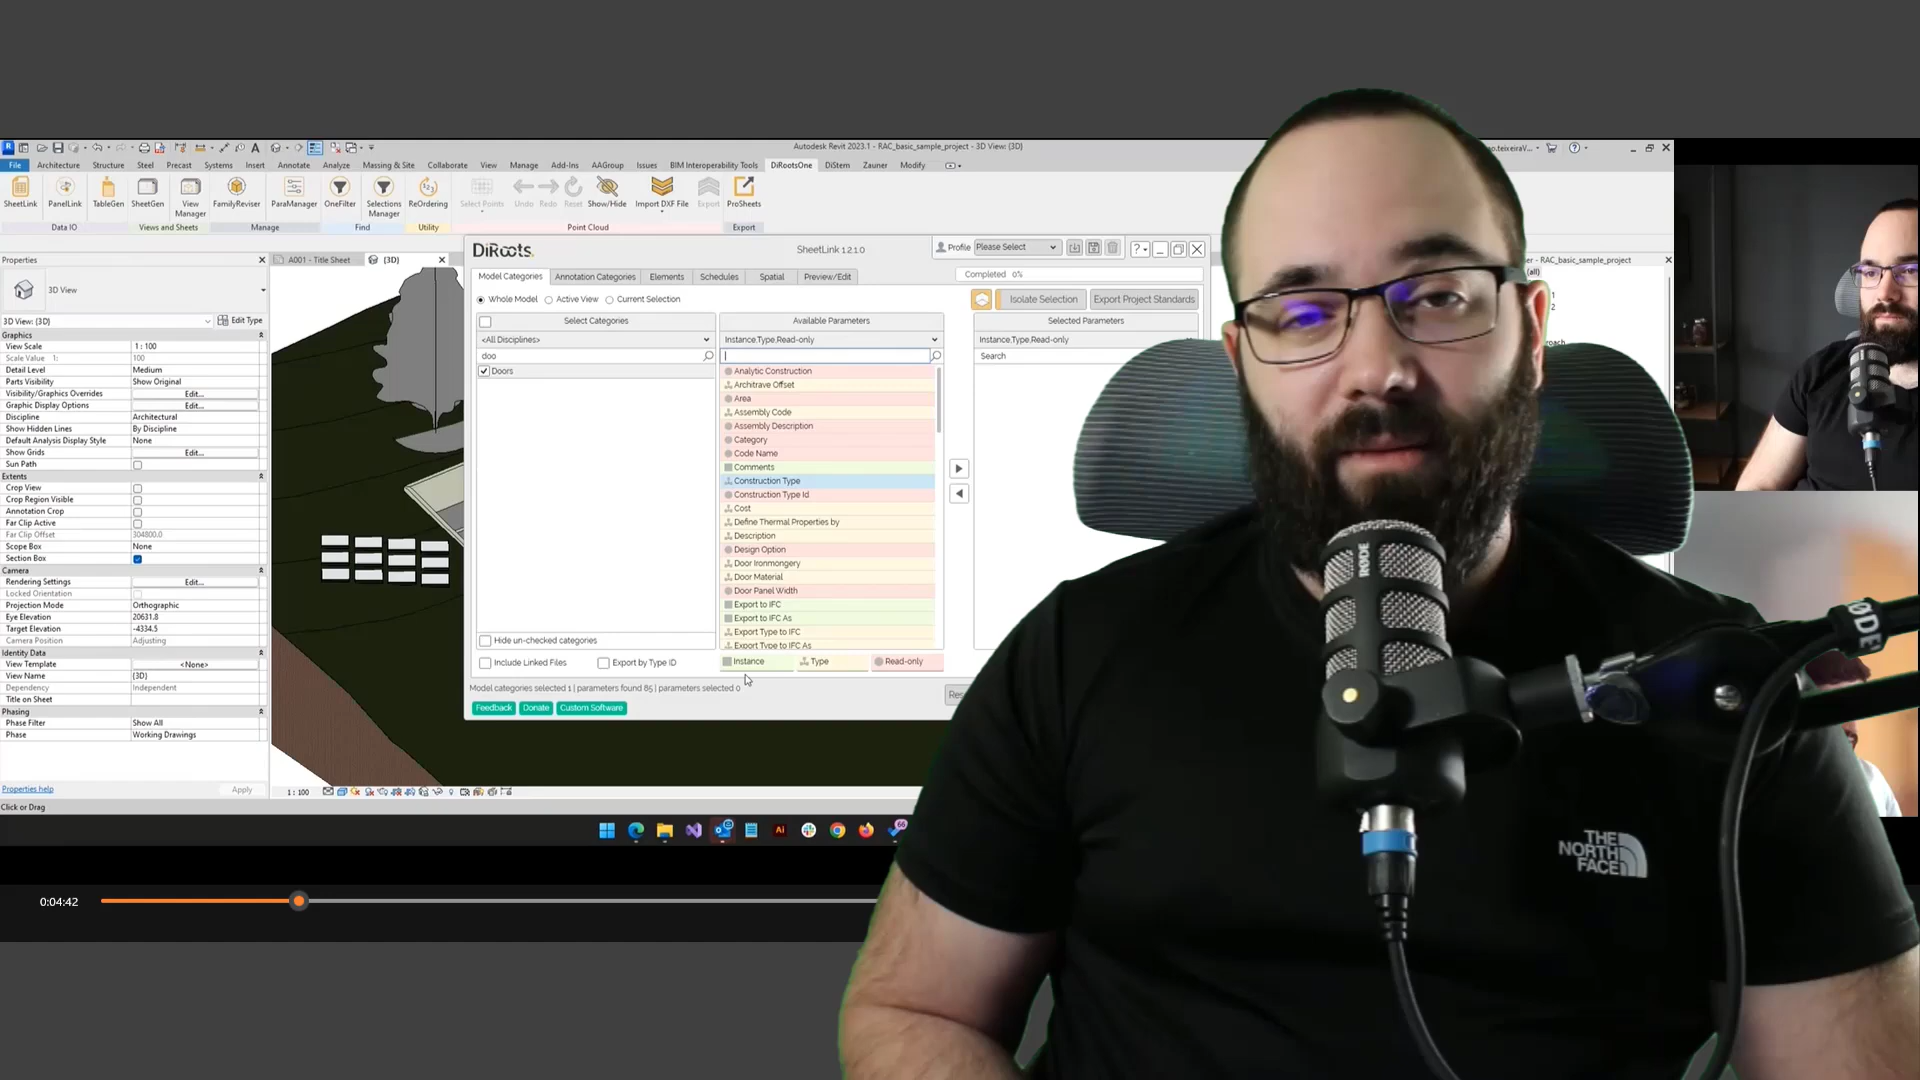 Autodesk Revit 2023.1 - RAC_basic_sample_project - 3D View: {3D}
File Architecture Structure Steel Precast Systems Insert Annotate Analyze Massing & Site Collaborate View Manage Add-Ins AAGroup Issues BIM Interoperability Tools DiRootsOne DiStem Zauner Modify
SheetLink PanelLink TableGen SheetGen View Manager FamilyReviser ParaManager OneFilter Selections Manager ReOrdering Select Points Undo Redo Reset Show/Hide Import DXF File Export ProSheets
Data IO Views and Sheets Manage Find Utility Point Cloud Export
Properties
A001 - Title Sheet
{3D}
3D View
3D View: {3D}
Edit Type
Graphics
View Scale 1 : 100
Scale Value 1: 100
Detail Level Medium
Parts Visibility Show Original
Visibility/Graphics Overrides Edit...
Graphic Display Options Edit...
Discipline Architectural
Show Hidden Lines By Discipline
Default Analysis Display Style None
Show Grids Edit...
Sun Path
Extents
Crop View
Crop Region Visible
Annotation Crop
Far Clip Active
Far Clip Offset 304800.0
Scope Box None
Section Box
Camera
Rendering Settings Edit...
Locked Orientation
Projection Mode Orthographic
Eye Elevation 20631.8
Target Elevation -4334.5
Camera Position Adjusting
Identity Data
View Template <None>
View Name {3D}
Dependency Independent
Title on Sheet
Phasing
Phase Filter Show All
Phase Working Drawings
Properties help
Apply
Click or Drag
1 : 100
DiRoots.
SheetLink 1.2.1.0
Profile Please Select
Model Categories Annotation Categories Elements Schedules Spatial Preview/Edit
Completed 0%
Whole Model Active View Current Selection
Isolate Selection
Export Project Standards
Select Categories
<All Disciplines>
doo
Doors
Hide un-checked categories
Include Linked Files
Export by Type ID
Available Parameters
Instance,Type,Read-only
Analytic Construction
Architrave Offset
Area
Assembly Code
Assembly Description
Category
Code Name
Comments
Construction Type
Construction Type Id
Cost
Define Thermal Properties by
Description
Design Option
Door Ironmongery
Door Material
Door Panel Width
Export to IFC
Export to IFC As
Export Type to IFC
Export Type to IFC As
Instance Type Read-only
Selected Parameters
Instance,Type,Read-only
Search
Model categories selected 1 | parameters found 85 | parameters selected 0
Feedback Donate Custom Software
RAC_basic_sample_project
(all)
66
0:04:42
RØDE
RØDE
THE
NORTH
FACE